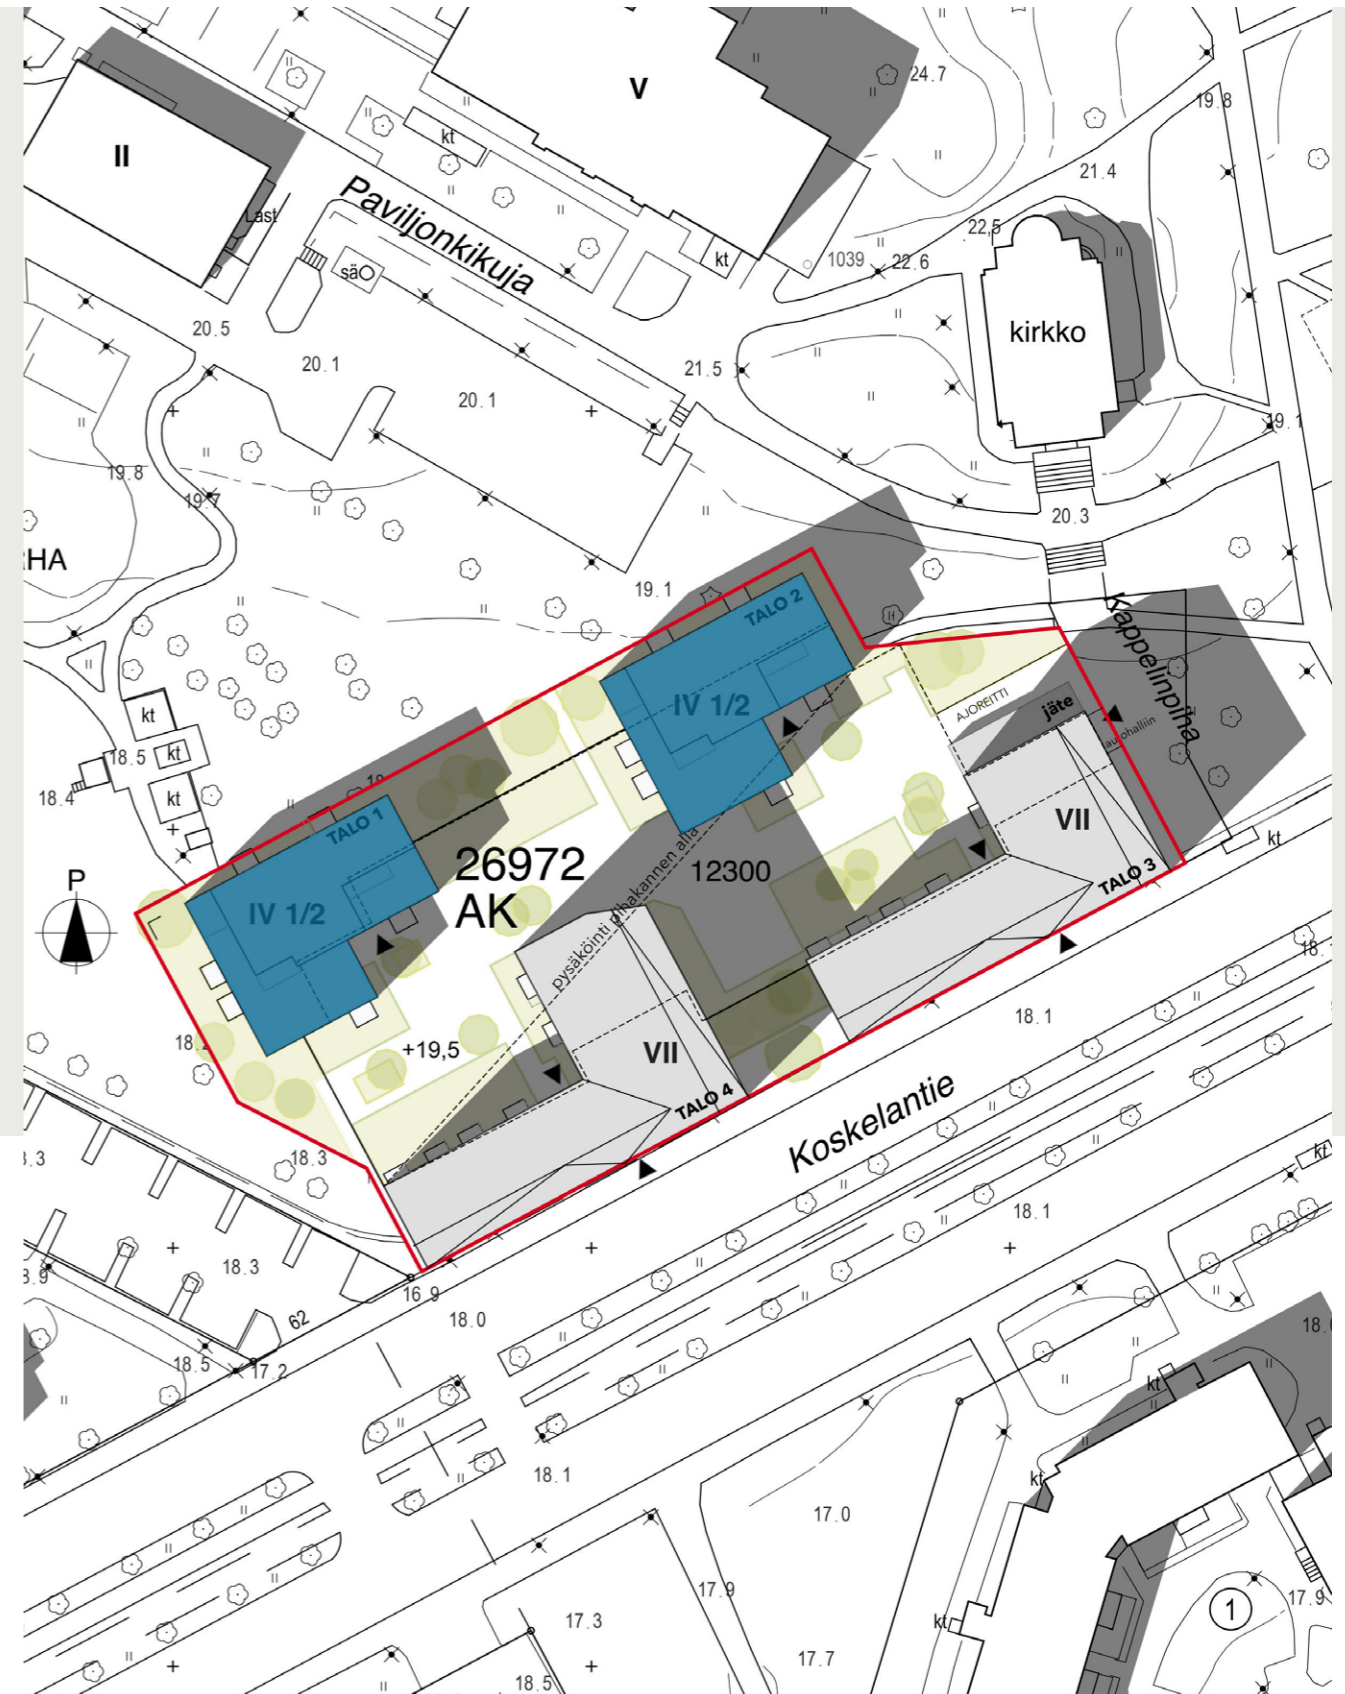 V
24.7
19.8
II
kt
Last
Paviljonkikuja
21.4
22,5
kt
1039
22.6
sä
kirkko
20.5
20.1
21.5
20.1
19.1
19.8
19.7
20.3
RHA
19.1
Kappelinpiha
TALO 2
IV 1/2
AJOREITTI
jäte
autohalliin
kt
18.5
kt
18.4
kt
TALO 1
IV 1/2
26972
AK
12300
pysäköinti pihakannen alla
VII
TALO 3
kt
P
+19,5
VII
TALO 4
18.1
Koskelantie
18.3
18.3
16.9
62
18.0
18.1
kt
18.5
17.2
18.1
kt
kt
17.0
17.9
17.3
17.7
kt
1
17.9
18.5